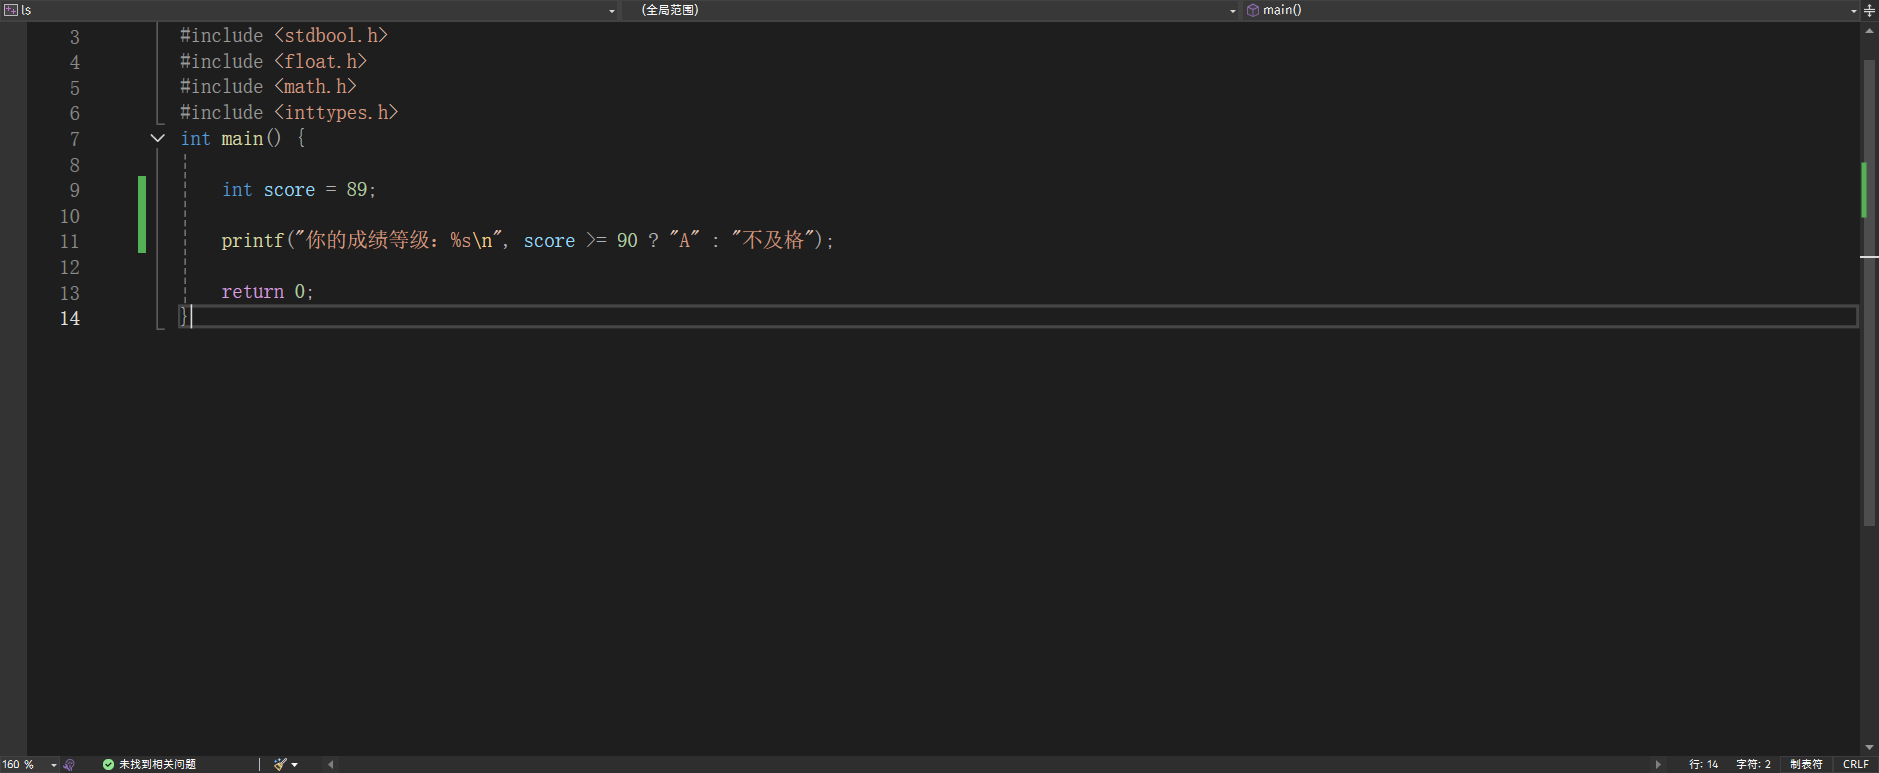 ls (全局范围) main()
3 #include <stdbool.h>
4 #include <float.h>
5 #include <math.h>
6 #include <inttypes.h>
7 int main() {
8
9 int score = 89;
10
11 printf("你的成绩等级：%s\n", score >= 90 ? "A" : "不及格");
12
13 return 0;
14 }
160 % 未找到相关问题 行: 14 字符: 2 制表符 CRLF